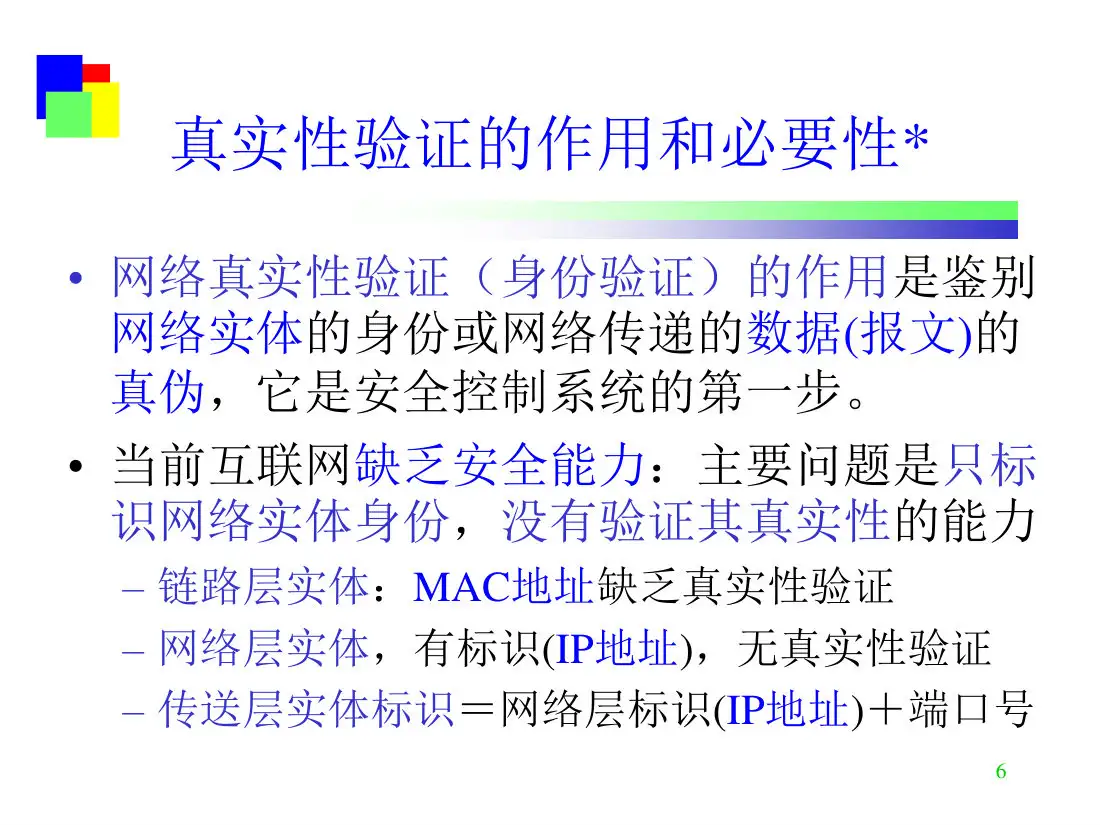 真实性验证的作用和必要性*
• 网络真实性验证（身份验证）的作用是鉴别
网络实体的身份或网络传递的数据(报文)的
真伪，它是安全控制系统的第一步。
• 当前互联网缺乏安全能力：主要问题是只标
识网络实体身份，没有验证其真实性的能力
– 链路层实体：MAC地址缺乏真实性验证
– 网络层实体，有标识(IP地址)，无真实性验证
– 传送层实体标识＝网络层标识(IP地址)＋端口号
6